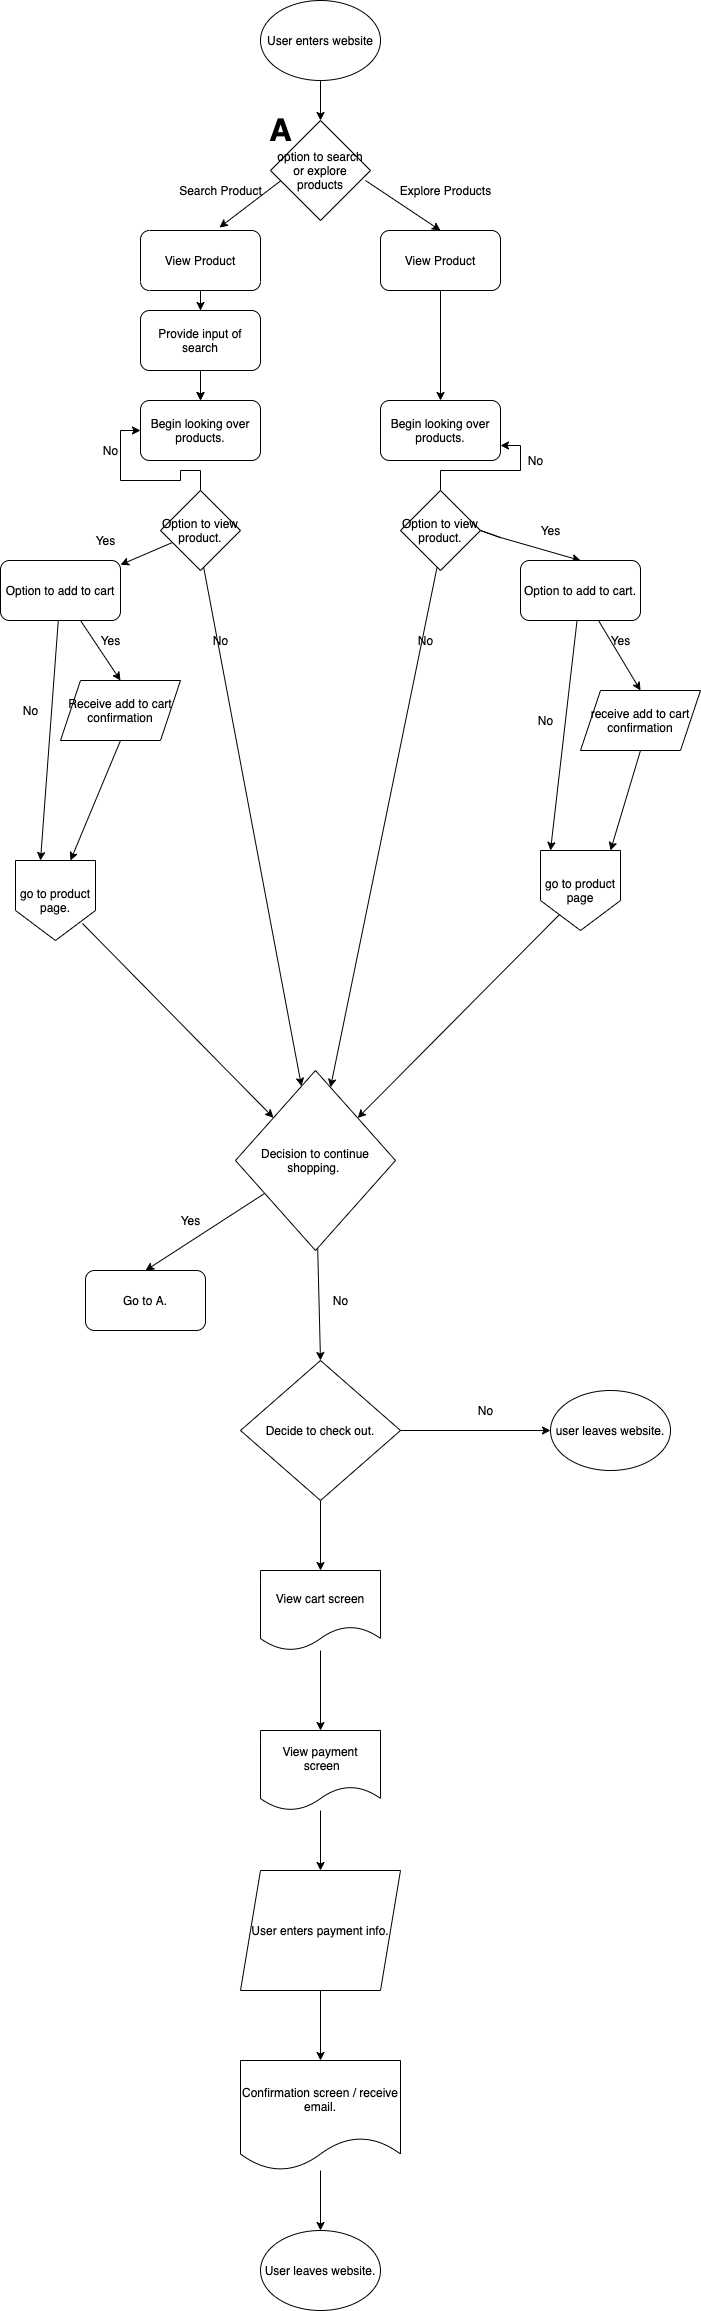 User enters website
A
option to search
or explore
products
Search Product
Explore Products
View Product
View Product
Provide input of
search
Begin looking over
products.
Begin looking over
products.
No
No
Option to view
product.
Option to view
product.
Yes
Yes
Option to add to cart
Option to add to cart.
Yes
No
No
Yes
Receive add to cart
confirmation
receive add to cart
confirmation
No
No
go to product
page.
go to product
page
Decision to continue
shopping.
Yes
Go to A.
No
Decide to check out.
No
user leaves website.
View cart screen
View payment
screen
User enters payment info.
Confirmation screen / receive
email.
User leaves website.